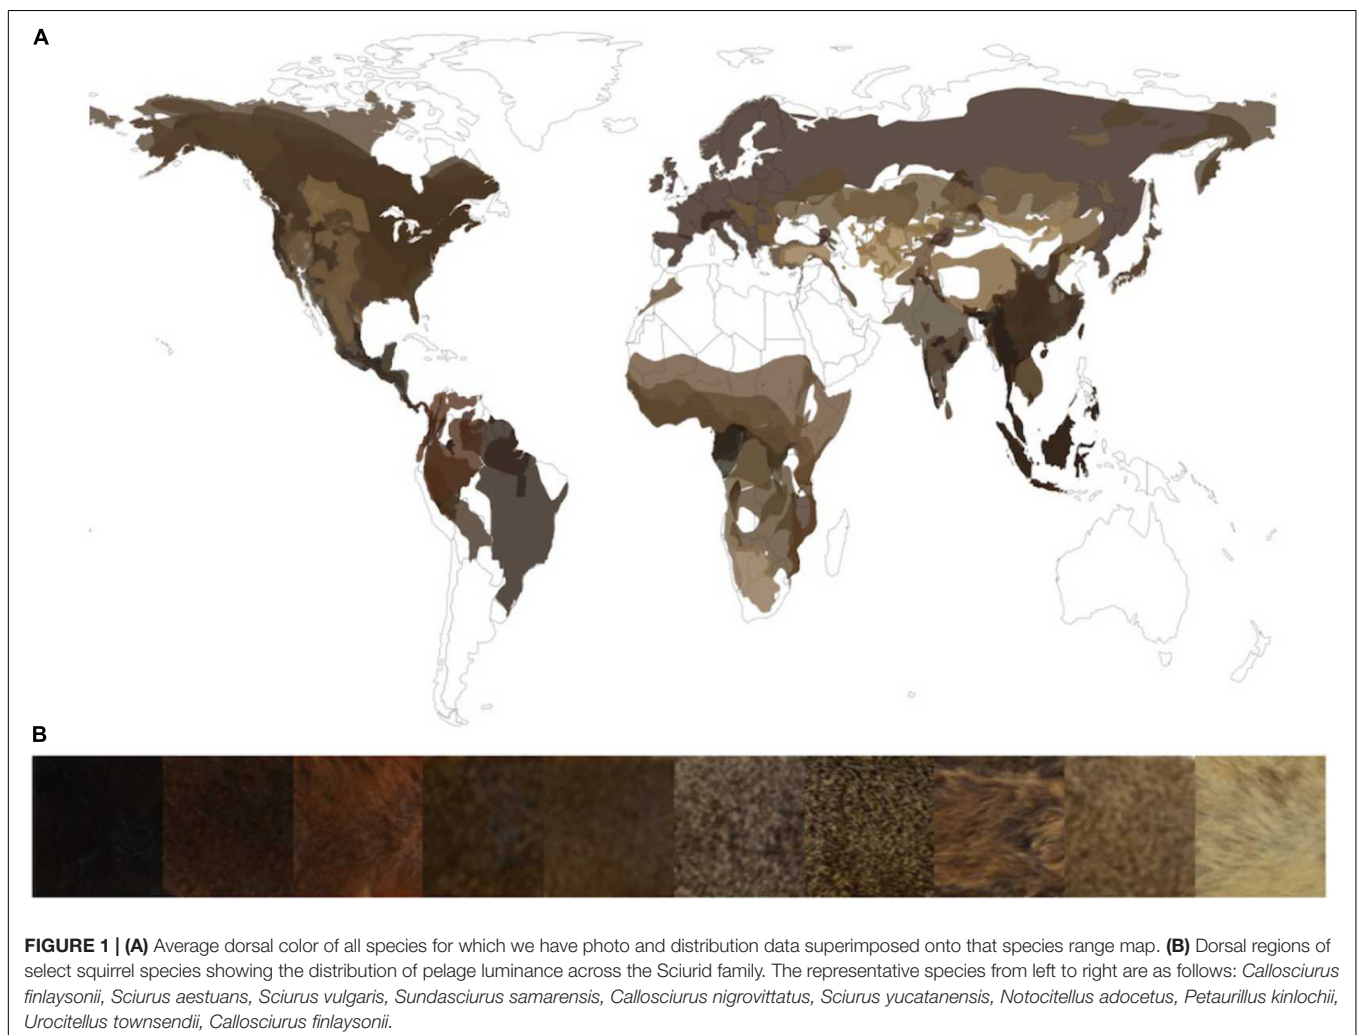 A
B
FIGURE 1 | (A) Average dorsal color of all species for which we have photo and distribution data superimposed onto that species range map. (B) Dorsal regions of
select squirrel species showing the distribution of pelage luminance across the Sciurid family. The representative species from left to right are as follows: Callosciurus
finlaysonii, Sciurus aestuans, Sciurus vulgaris, Sundasciurus samarensis, Callosciurus nigrovittatus, Sciurus yucatanensis, Notocitellus adocetus, Petaurillus kinlochii,
Urocitellus townsendii, Callosciurus finlaysonii.